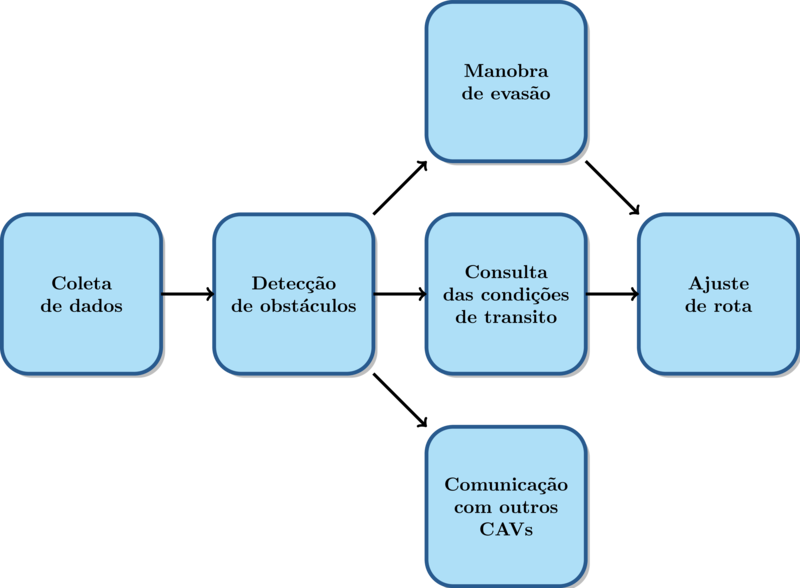 Manobra
de evasão
Coleta
de dados
Detecção
de obstáculos
Consulta
das condições
de transito
Ajuste
de rota
Comunicação
com outros
CAVs